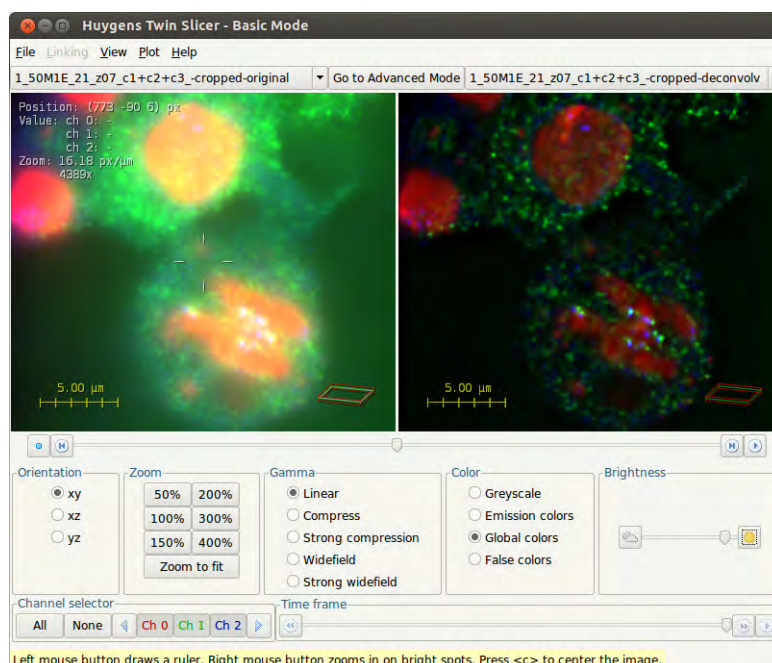 Huygens Twin Slicer - Basic Mode
File Linking View Plot Help
1_50M1E_21_z07_c1+c2+c3_-cropped-original Go to Advanced Mode 1_50M1E_21_z07_c1+c2+c3_-cropped-deconvolv
Position: (773 -90 6) px
Value: ch 0: -
ch 1: -
ch 2: -
Zoom: 16.18 px/µm
4389x
5.00 µm 5.00 µm
Orientation Zoom Gamma Color Brightness
xy 50% 200% Linear Greyscale
xz 100% 300% Compress Emission colors
yz 150% 400% Strong compression Global colors
Zoom to fit Widefield False colors
Strong widefield
Channel selector Time frame
All None Ch 0 Ch 1 Ch 2
Left mouse button draws a ruler. Right mouse button zooms in on bright spots. Press <c> to center the image.